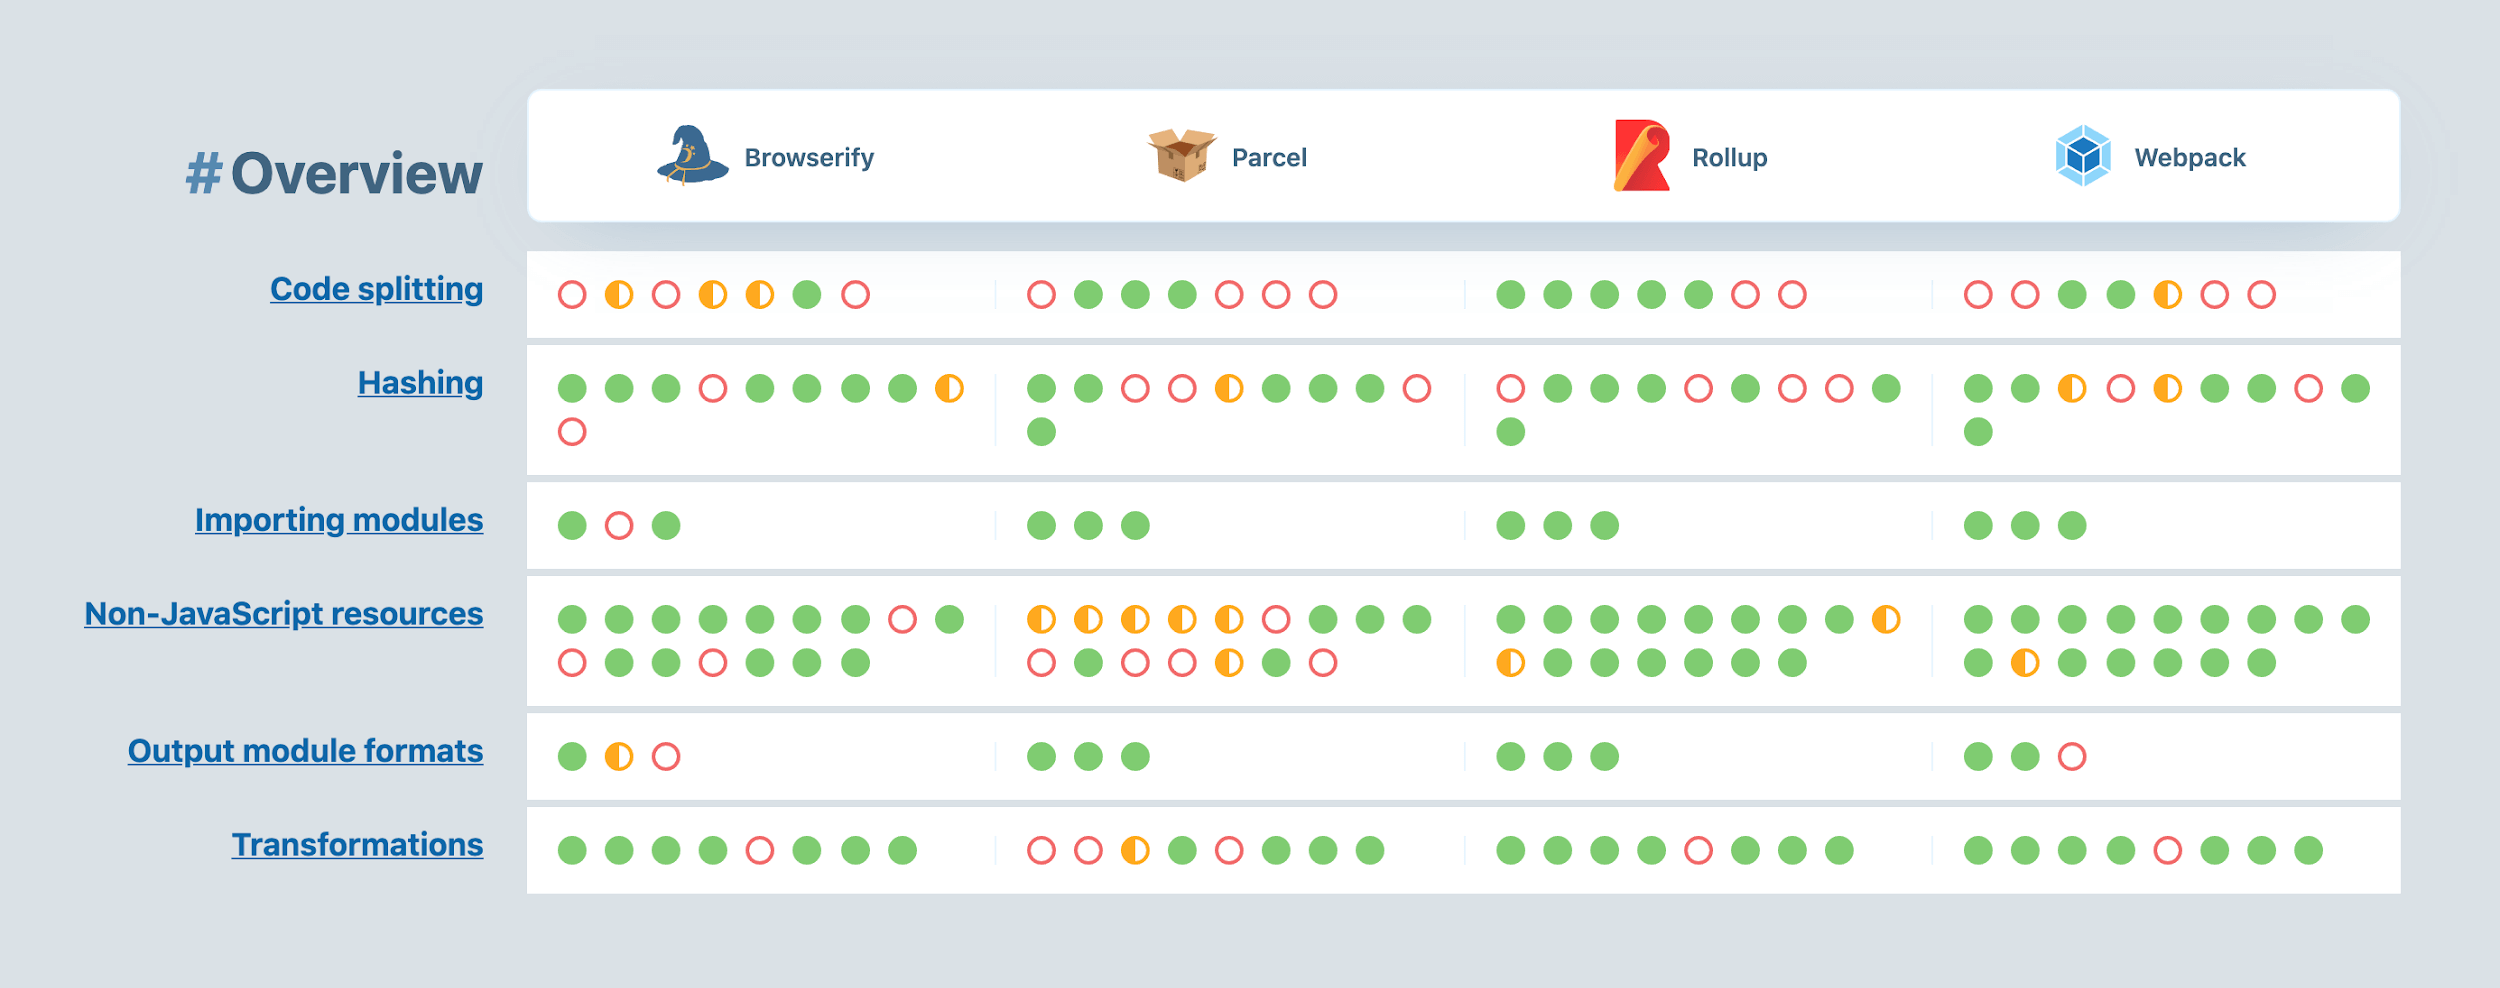 #Overview
Browserify
Parcel
Rollup
Webpack
Code splitting
Hashing
Importing modules
Non-JavaScript resources
Output module formats
Transformations